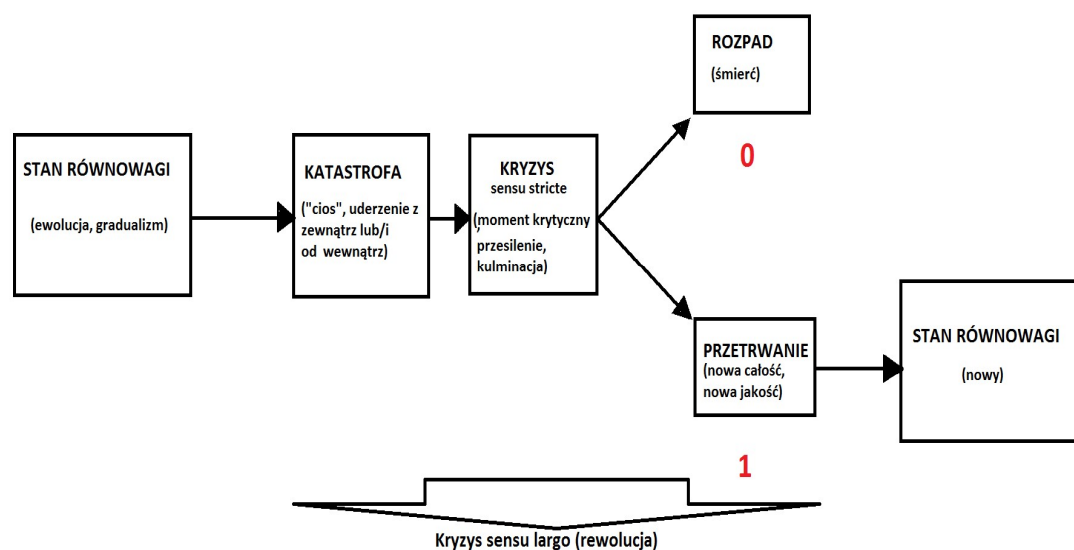 STAN RÓWNOWAGI
(ewolucja, gradualizm)
KATASTROFA
("cios", uderzenie z
zewnątrz lub/i
od wewnątrz)
KRYZYS
sensu stricte
(moment krytyczny
, przesilenie,
kulminacja)
ROZPAD
(śmierć)
0
PRZETRWANIE
(nowa całość,
nowa jakość)
1
STAN RÓWNOWAGI
(nowy)
Kryzys sensu largo (rewolucja)